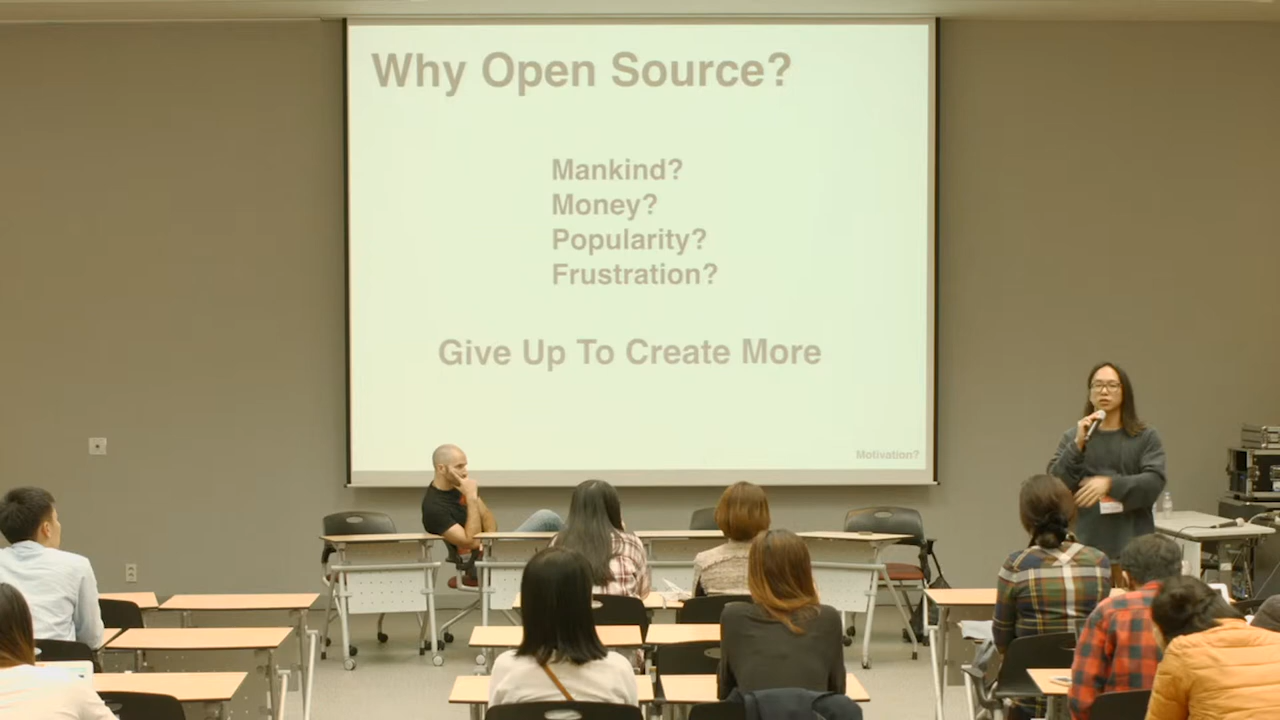 Why Open Source?
Mankind?
Money?
Popularity?
Frustration?
Give Up To Create More
Motivation?